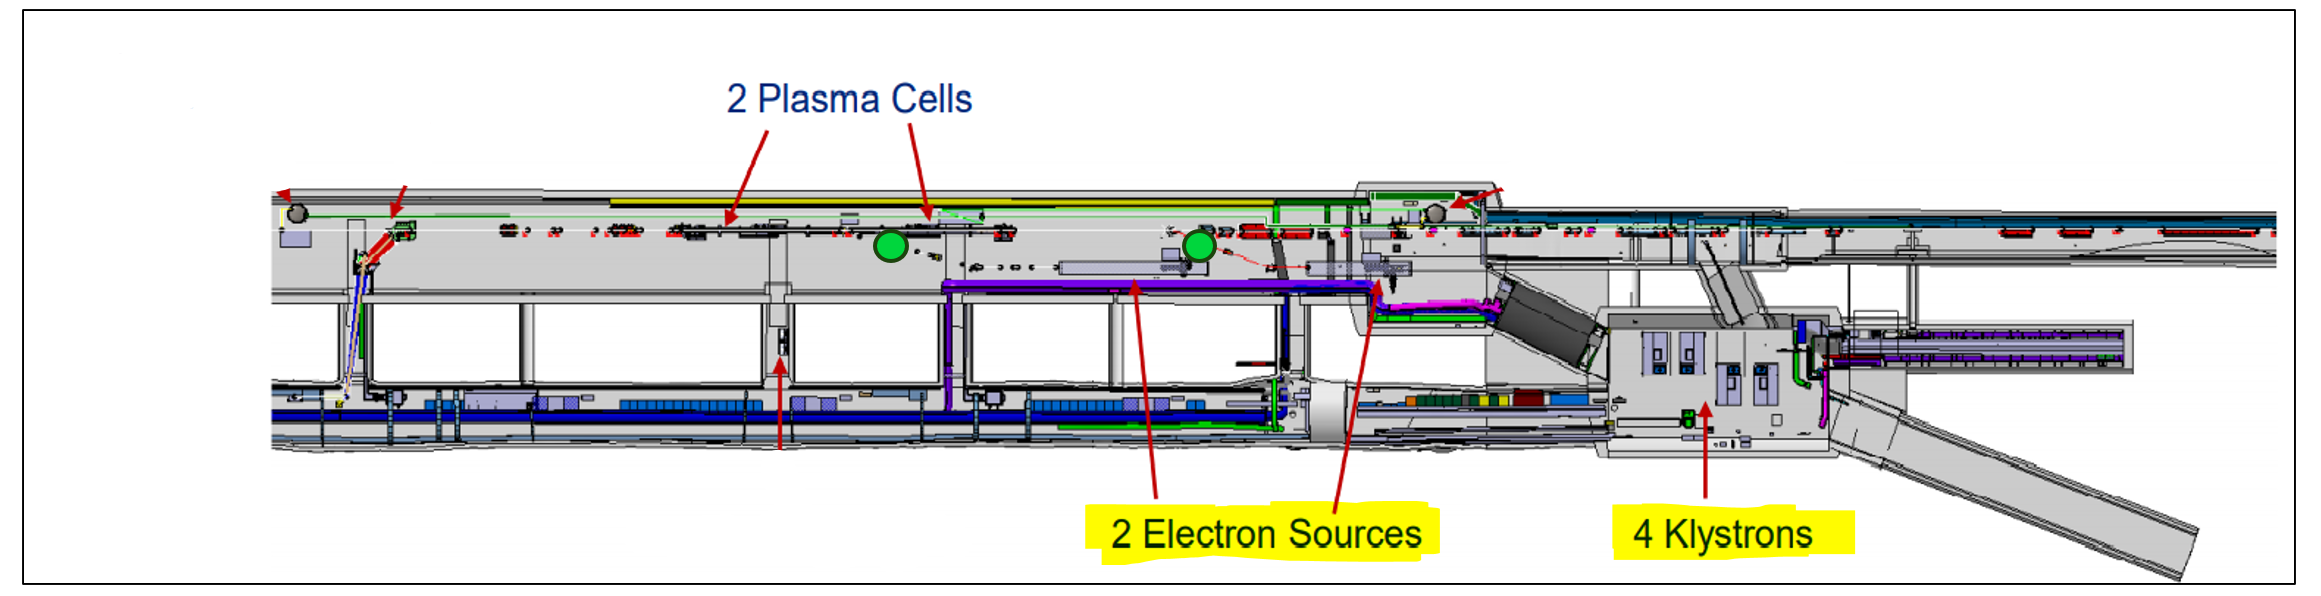 2 Plasma Cells
2 Electron Sources
4 Klystrons